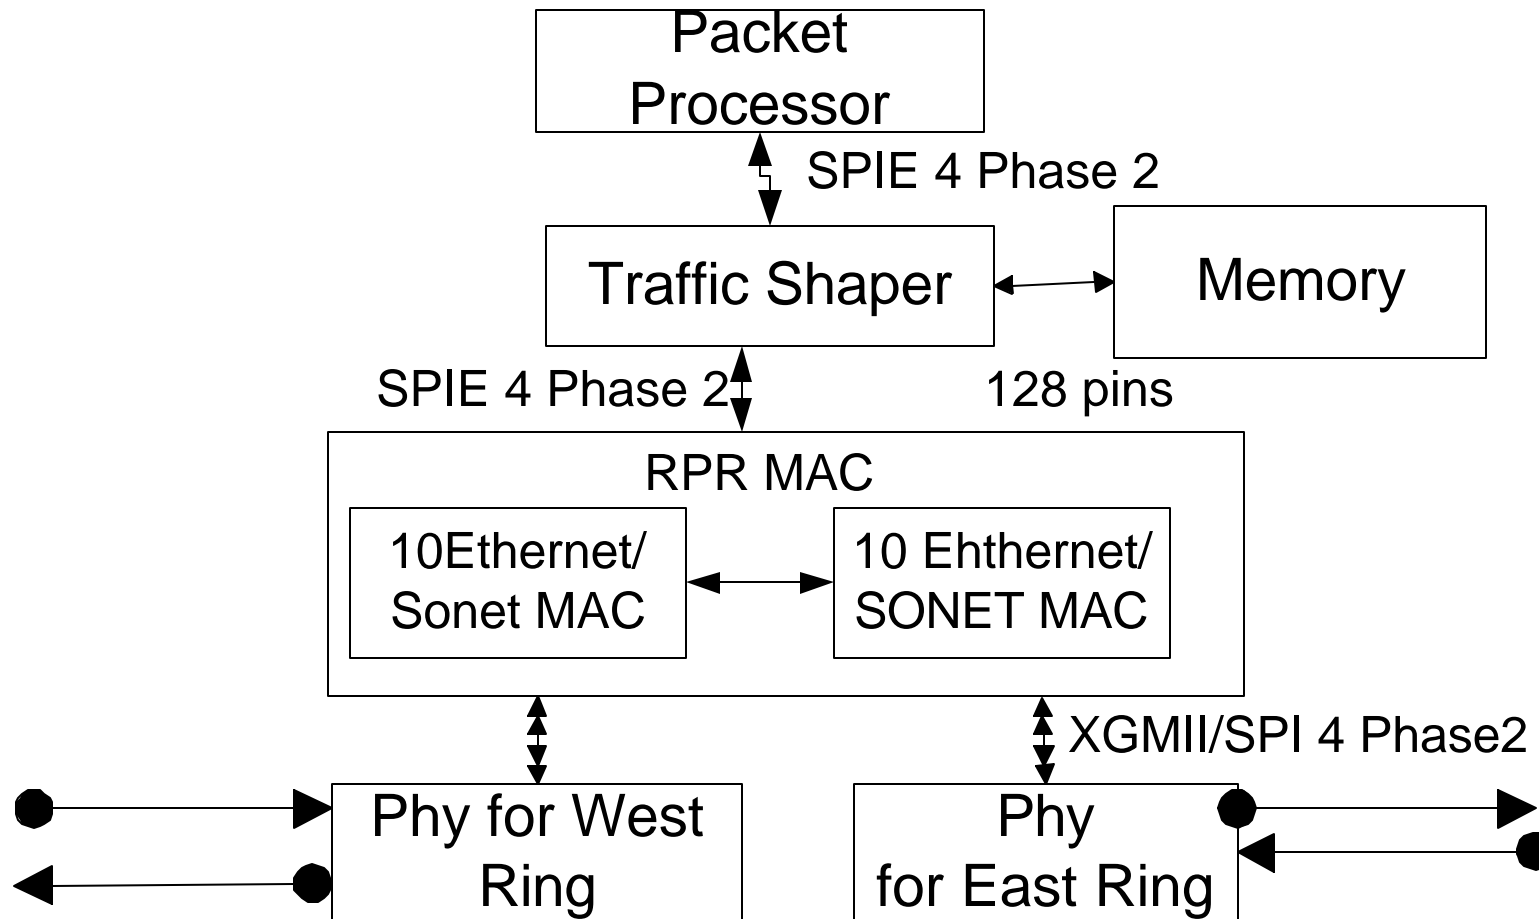 Packet
Processor
SPIE 4 Phase 2
Traffic Shaper
Memory
SPIE 4 Phase 2
128 pins
RPR MAC
10Ethernet/
Sonet MAC
10 Ehthernet/
SONET MAC
XGMII/SPI 4 Phase2
Phy for West
Ring
Phy
for East Ring